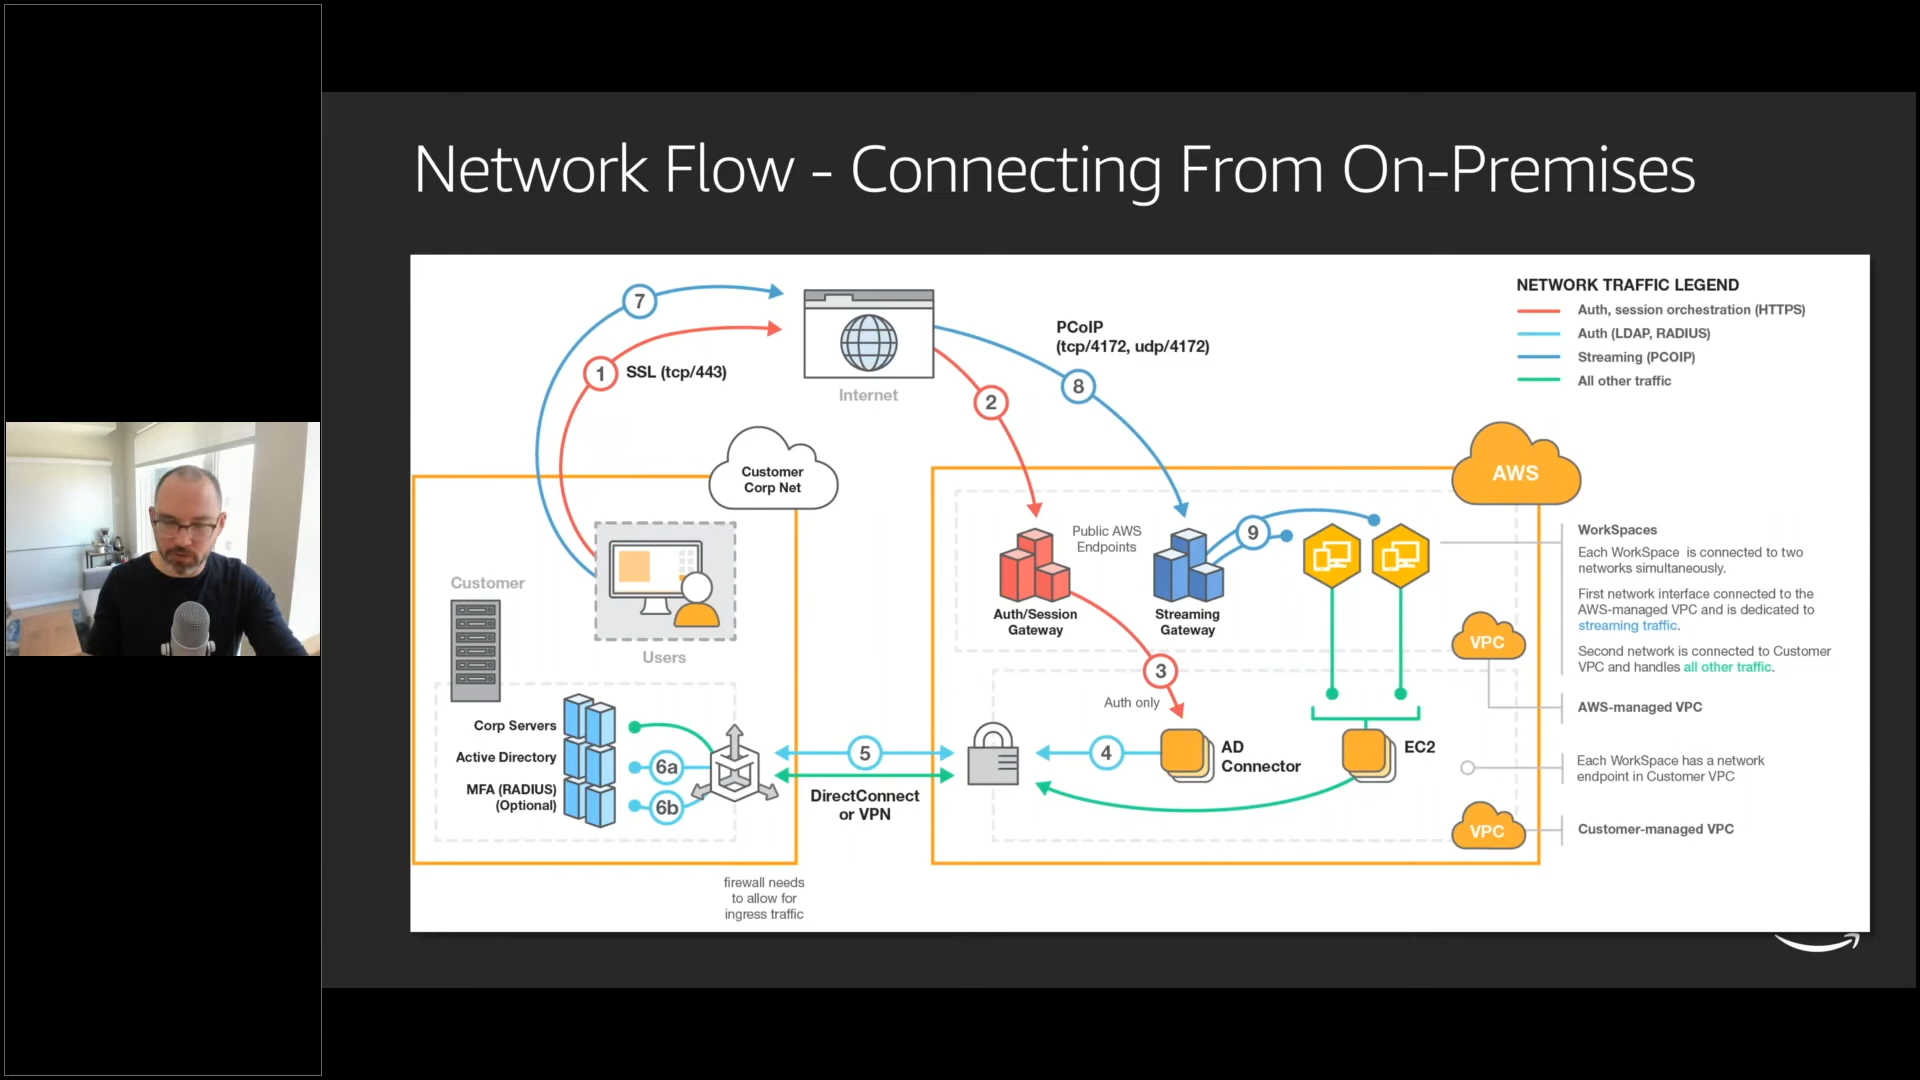 Network Flow - Connecting From On-Premises
NETWORK TRAFFIC LEGEND
Auth, session orchestration (HTTPS)
Auth (LDAP, RADIUS)
Streaming (PCOIP)
All other traffic
7
1
SSL (tcp/443)
Internet
PCoIP
(tcp/4172, udp/4172)
8
2
Customer
Corp Net
AWS
Customer
Users
Public AWS
Endpoints
9
Auth/Session
Gateway
Streaming
Gateway
WorkSpaces
Each WorkSpace is connected to two
networks simultaneously.
First network interface connected to the
AWS-managed VPC and is dedicated to
streaming traffic.
Second network is connected to Customer
VPC and handles all other traffic.
VPC
AWS-managed VPC
3
Auth only
Corp Servers
Active Directory
MFA (RADIUS)
(Optional)
6a
6b
5
DirectConnect
or VPN
4
AD
Connector
EC2
Each WorkSpace has a network
endpoint in Customer VPC
VPC
Customer-managed VPC
firewall needs
to allow for
ingress traffic